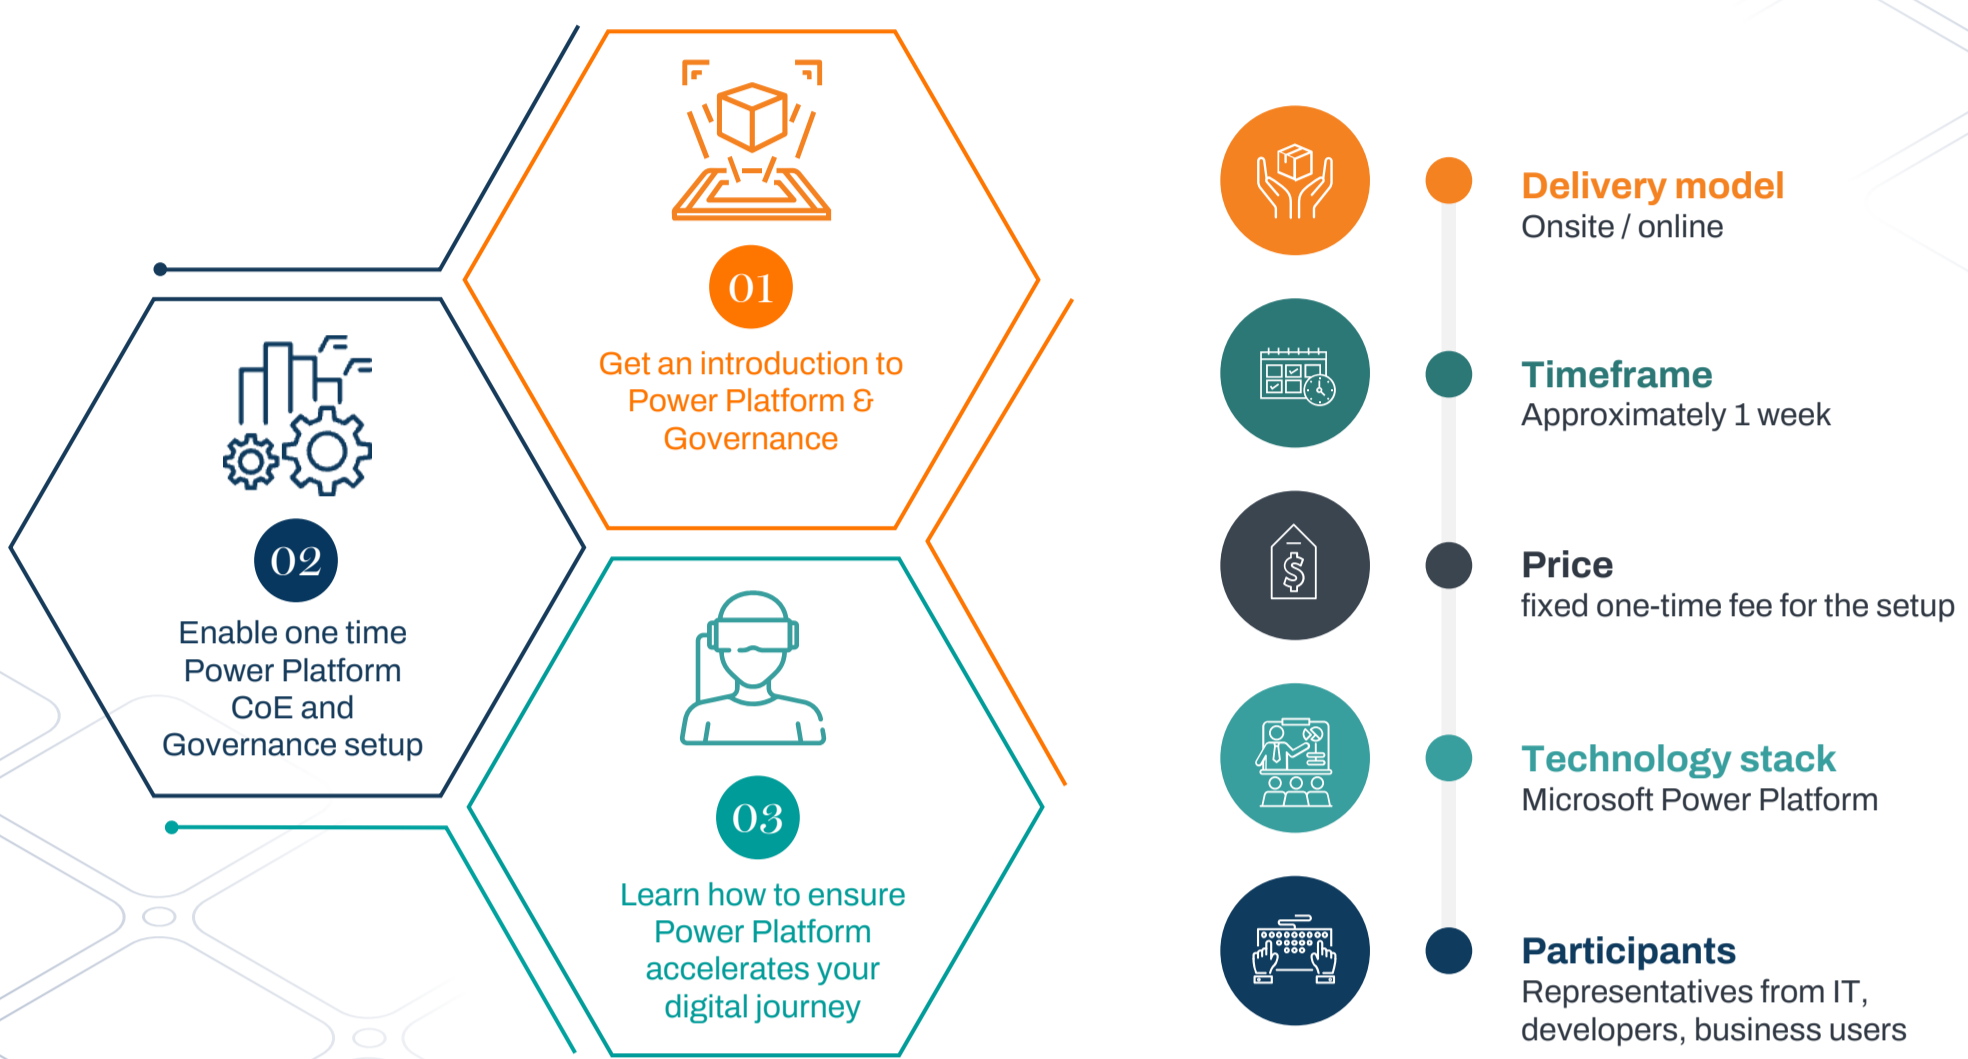 01
Get an introduction to
Power Platform &
Governance
02
Enable one time
Power Platform
CoE and
Governance setup
03
Learn how to ensure
Power Platform
accelerates your
digital journey
Delivery model
Onsite / online
Timeframe
Approximately 1 week
Price
fixed one-time fee for the setup
$
Technology stack
Microsoft Power Platform
Participants
Representatives from IT,
developers, business users